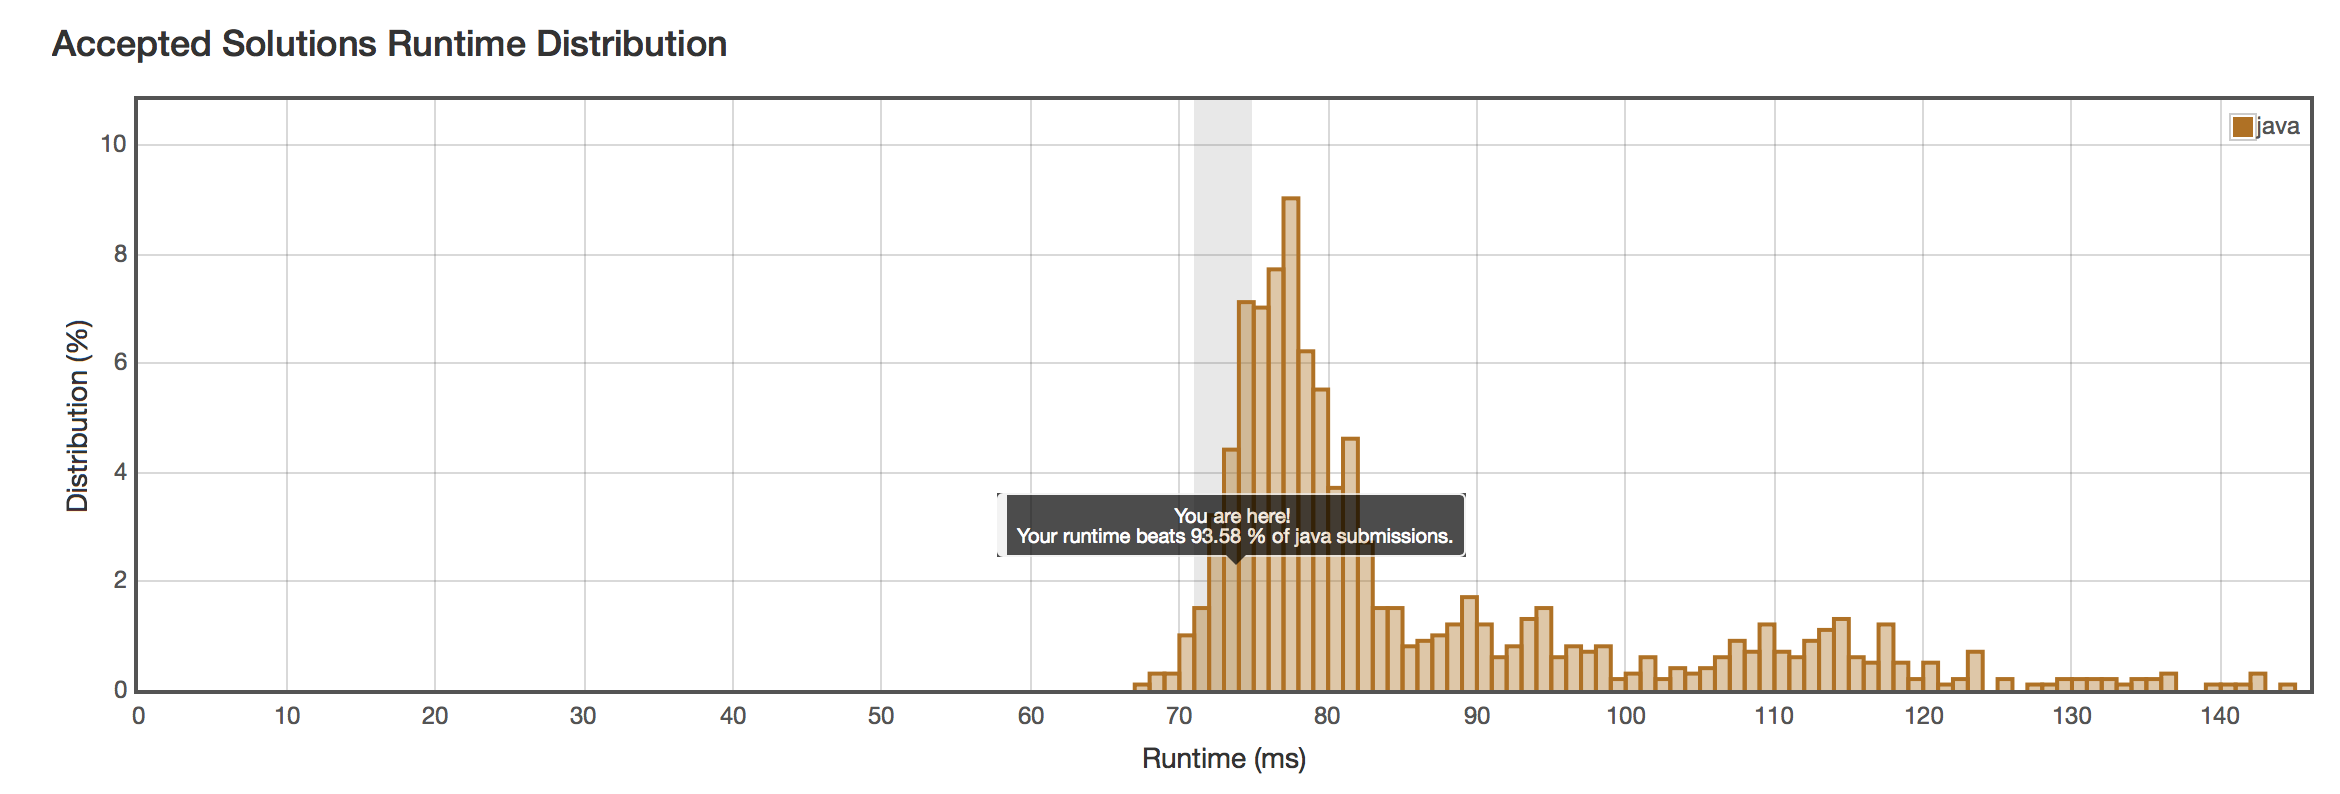 Accepted Solutions Runtime Distribution
java
10
8
6
4
2
0
Distribution (%)
You are here!
Your runtime beats 93.58 % of java submissions.
0 10 20 30 40 50 60 70 80 90 100 110 120 130 140
Runtime (ms)